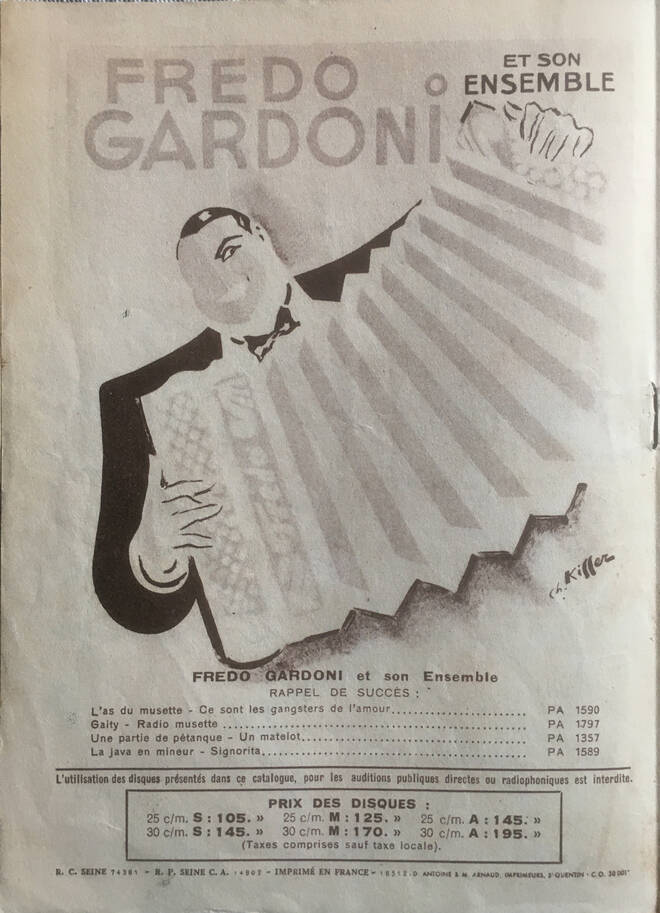 FREDO
GARDONI
ET SON
ENSEMBLE
Ch. Kiffer
FREDO GARDONI et son Ensemble
RAPPEL DE SUCCÈS :
L'as du musette - Ce sont les gangsters de l'amour.......................... PA 1590
Gaity - Radio musette .......................................................... PA 1797
Une partie de pétanque - Un matelot........................................ PA 1357
La java en mineur - Signorita................................................ PA 1589
L'utilisation des disques présentés dans ce catalogue, pour les auditions publiques directes ou radiophoniques est interdite.
PRIX DES DISQUES :
25 c/m. S : 105. » 25 c/m. M : 125. » 25 c/m. A : 145. »
30 c/m. S : 145. » 30 c/m. M : 170. » 30 c/m. A : 195. »
(Taxes comprises sauf taxe locale).
R. C. SEINE 74381 - R. P. SEINE C. A. 14907 - IMPRIMÉ EN FRANCE - 18512.D ANTOINE & M. ARNAUD, IMPRIMEURS, St-QUENTIN - C.O.